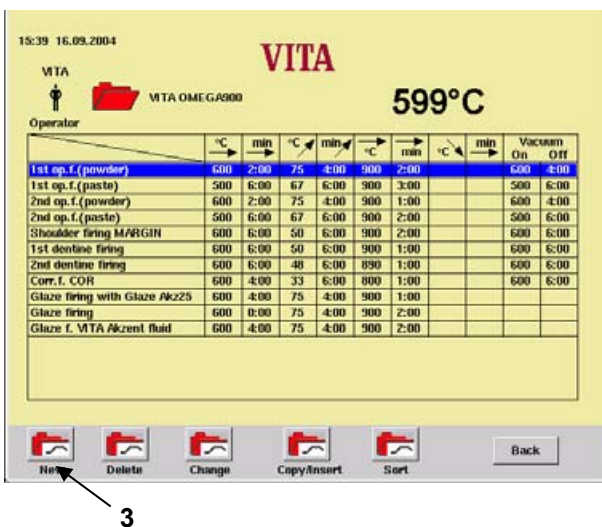 15:39 16.09.2004
VITA
VITA
VITA OMEGA900
599°C
Operator
°C min °C min °C min °C min Vacuum
On Off
1st op.f.(powder) 600 2:00 75 4:00 900 2:00 600 4:00
1st op.f.(paste) 500 6:00 67 6:00 900 3:00 500 6:00
2nd op.f.(powder) 600 2:00 75 4:00 900 1:00 600 4:00
2nd op.f.(paste) 500 6:00 67 6:00 900 2:00 500 6:00
Shoulder firing MARGIN 600 6:00 50 6:00 900 2:00 600 6:00
1st dentine firing 600 6:00 50 6:00 900 1:00 600 6:00
2nd dentine firing 600 6:00 48 6:00 890 1:00 600 6:00
Corr.f. COR 600 4:00 33 6:00 800 1:00 600 6:00
Glaze firing with Glaze Akz25 600 4:00 75 4:00 900 1:00
Glaze firing 600 0:00 75 4:00 900 2:00
Glaze f. VITA Akzent fluid 600 4:00 75 4:00 900 2:00
New Delete Change Copy/Insert Sort Back
3